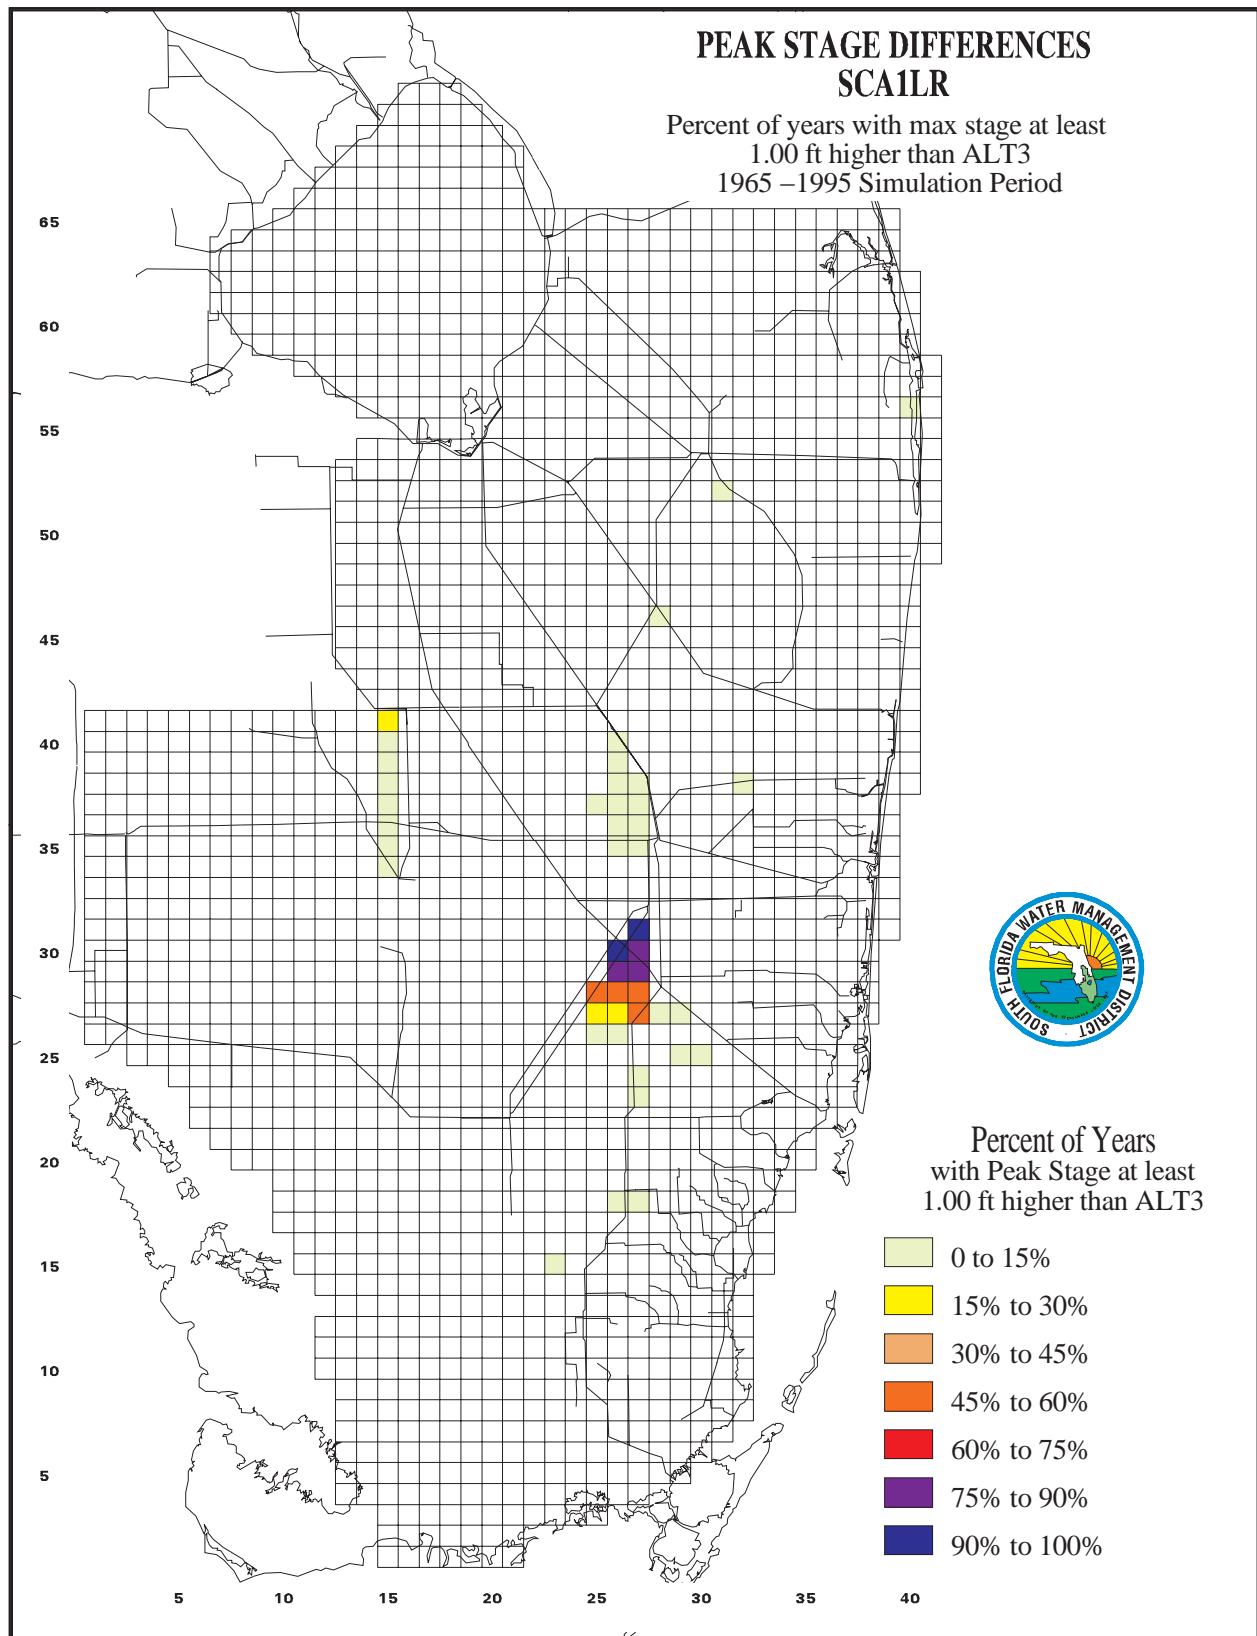 PEAK STAGE DIFFERENCES
SCA1LR
Percent of years with max stage at least
1.00 ft higher than ALT3
1965 –1995 Simulation Period
65
60
55
50
45
40
35
30
25
20
15
10
5
5
10
15
20
25
30
35
40
SOUTH FLORIDA WATER MANAGEMENT DISTRICT
Percent of Years
with Peak Stage at least
1.00 ft higher than ALT3
0 to 15%
15% to 30%
30% to 45%
45% to 60%
60% to 75%
75% to 90%
90% to 100%